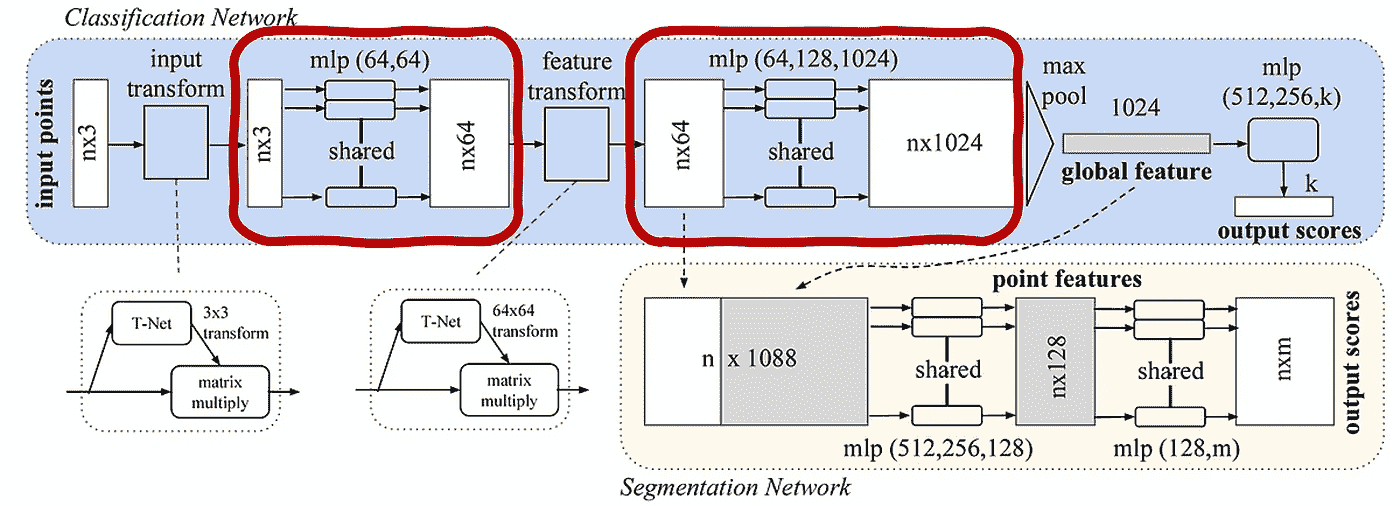 Classification Network
input points
nx3
input
transform
mlp (64,64)
nx3
shared
nx64
feature
transform
mlp (64,128,1024)
nx64
shared
nx1024
max
pool
1024
global feature
mlp
(512,256,k)
k
output scores
T-Net
3x3
transform
matrix
multiply
T-Net
64x64
transform
matrix
multiply
point features
n x 1088
shared
nx128
shared
nxm
output scores
mlp (512,256,128)
mlp (128,m)
Segmentation Network